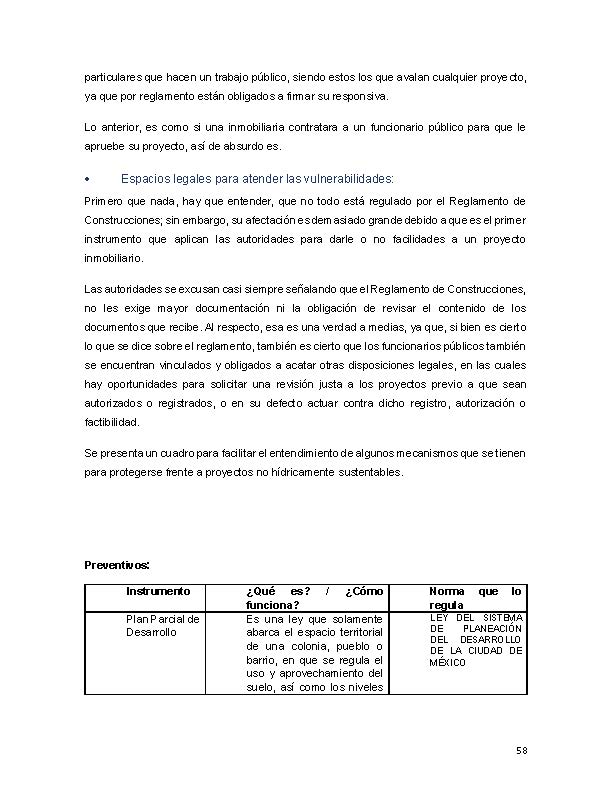 particulares que hacen un trabajo público, siendo estos los que avalan cualquier proyecto,
ya que por reglamento están obligados a firmar su responsiva.
Lo anterior, es como si una inmobiliaria contratara a un funcionario público para que le
apruebe su proyecto, así de absurdo es.
• Espacios legales para atender las vulnerabilidades:
Primero que nada, hay que entender, que no todo está regulado por el Reglamento de
Construcciones; sin embargo, su afectación es demasiado grande debido a que es el primer
instrumento que aplican las autoridades para darle o no facilidades a un proyecto
inmobiliario.
Las autoridades se excusan casi siempre señalando que el Reglamento de Construcciones,
no les exige mayor documentación ni la obligación de revisar el contenido de los
documentos que recibe. Al respecto, esa es una verdad a medias, ya que, si bien es cierto
lo que se dice sobre el reglamento, también es cierto que los funcionarios públicos también
se encuentran vinculados y obligados a acatar otras disposiciones legales, en las cuales
hay oportunidades para solicitar una revisión justa a los proyectos previo a que sean
autorizados o registrados, o en su defecto actuar contra dicho registro, autorización o
factibilidad.
Se presenta un cuadro para facilitar el entendimiento de algunos mecanismos que se tienen
para protegerse frente a proyectos no hídricamente sustentables.
Preventivos:
Instrumento
¿Qué es? / ¿Cómo
funciona?
Norma que lo
regula
Plan Parcial de
Desarrollo
Es una ley que solamente
abarca el espacio territorial
de una colonia, pueblo o
barrio, en que se regula el
uso y aprovechamiento del
suelo, así como los niveles
LEY DEL SISTEMA
DE PLANEACIÓN
DEL DESARROLLO
DE LA CIUDAD DE
MÉXICO
58